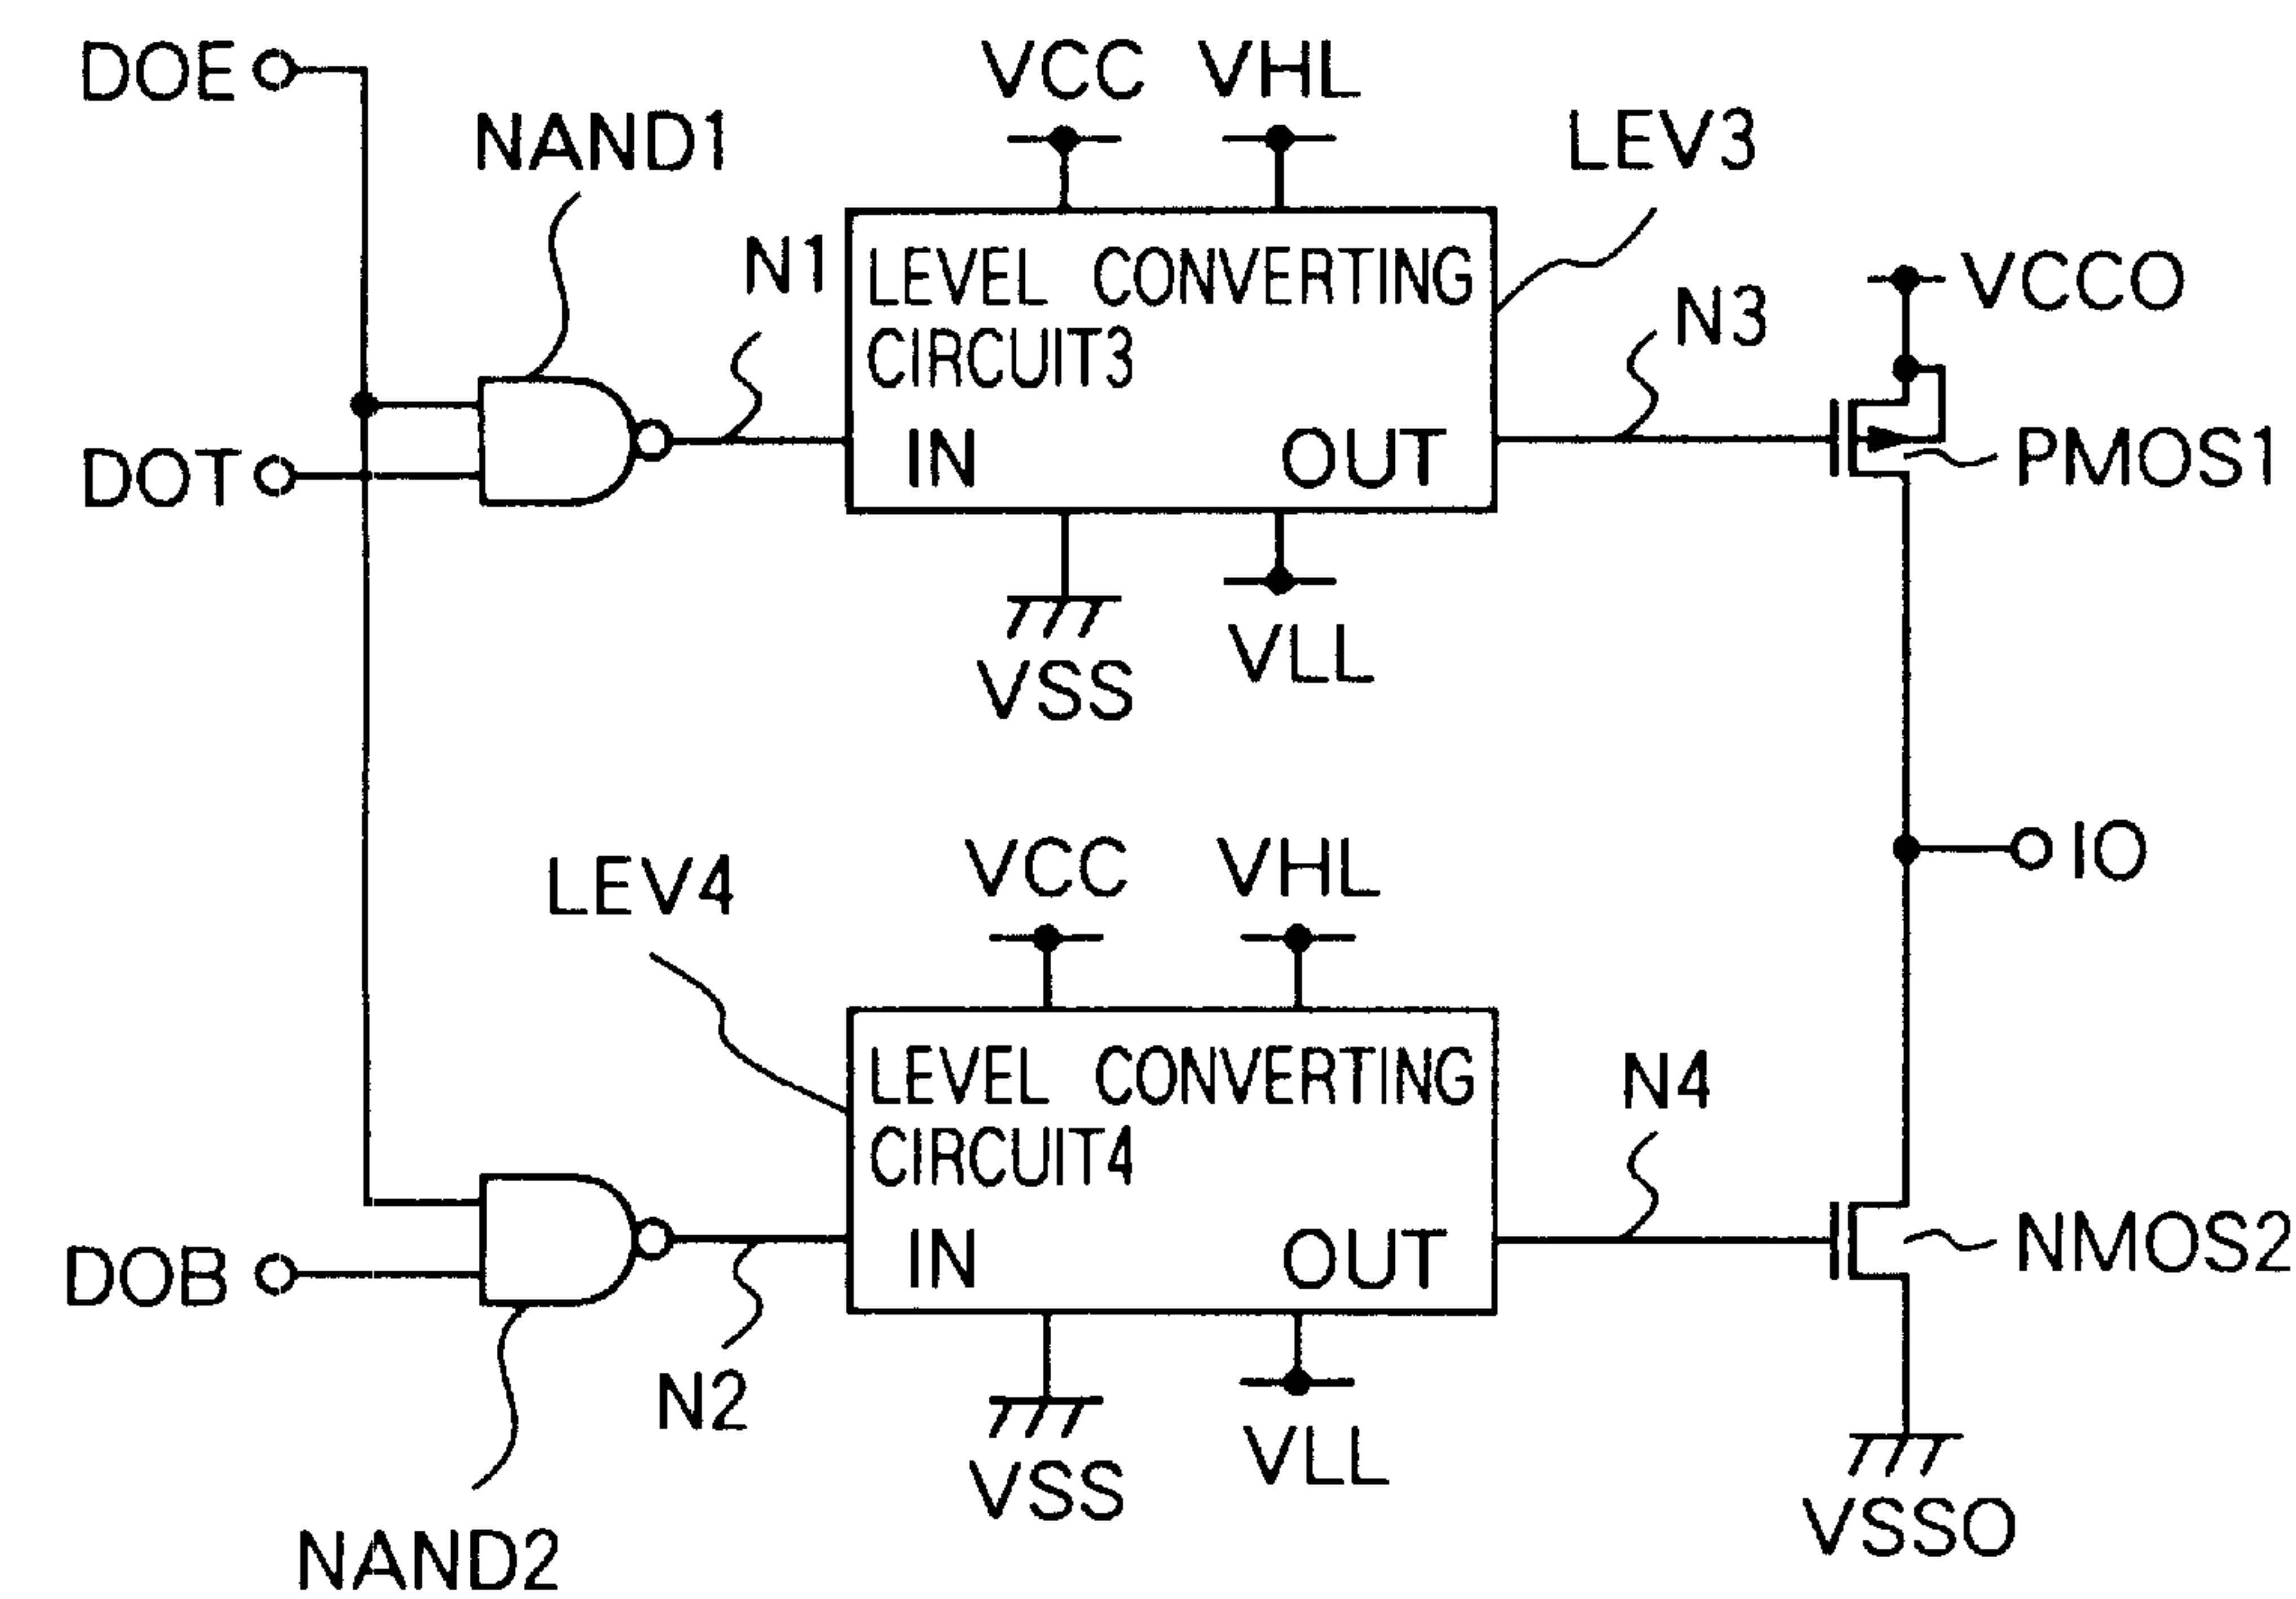 DOE
VCC
VHL
NAND1
LEV3
N1
LEVEL CONVERTING
CIRCUIT3
VCCO
N3
DOT
IN
OUT
PMOS1
VSS
VLL
VCC
VHL
LEV4
IO
LEVEL CONVERTING
CIRCUIT4
N4
DOB
IN
OUT
NMOS2
N2
VSS
VLL
VSSO
NAND2